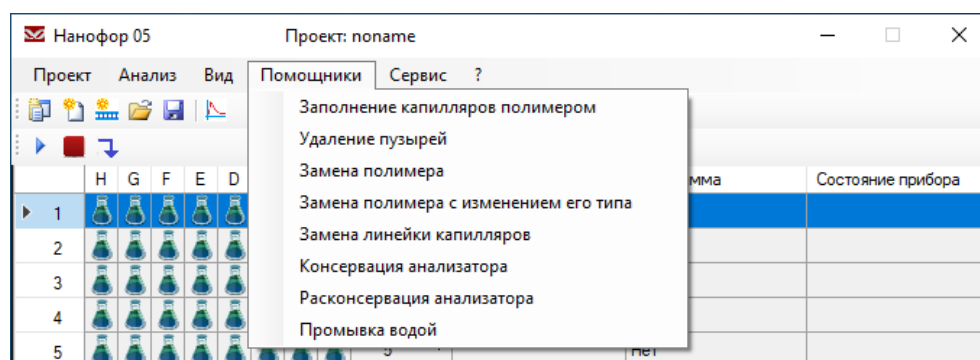 Нанофор 05 Проект: noname
Проект Анализ Вид Помощники Сервис ?
Заполнение капилляров полимером
Удаление пузырей
Замена полимера
Замена полимера с изменением его типа
Замена линейки капилляров
Консервация анализатора
Расконсервация анализатора
Промывка водой
H G F E D мма Состояние прибора
1
2
3
4
5 5 Нет